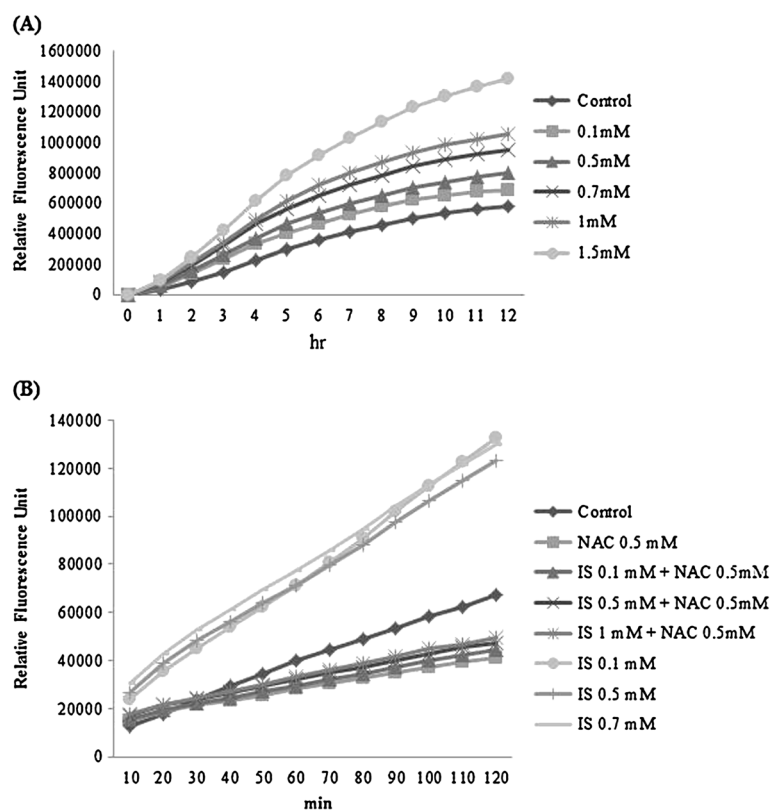 (A)
Relative Fluorescence Unit
1600000
1400000
1200000
1000000
800000
600000
400000
200000
0
0 1 2 3 4 5 6 7 8 9 10 11 12
hr
Control
0.1mM
0.5mM
0.7mM
1mM
1.5mM
(B)
Relative Fluorescence Unit
140000
120000
100000
80000
60000
40000
20000
0
10 20 30 40 50 60 70 80 90 100 110 120
min
Control
NAC 0.5 mM
IS 0.1 mM + NAC 0.5mM
IS 0.5 mM + NAC 0.5mM
IS 1 mM + NAC 0.5mM
IS 0.1 mM
IS 0.5 mM
IS 0.7 mM